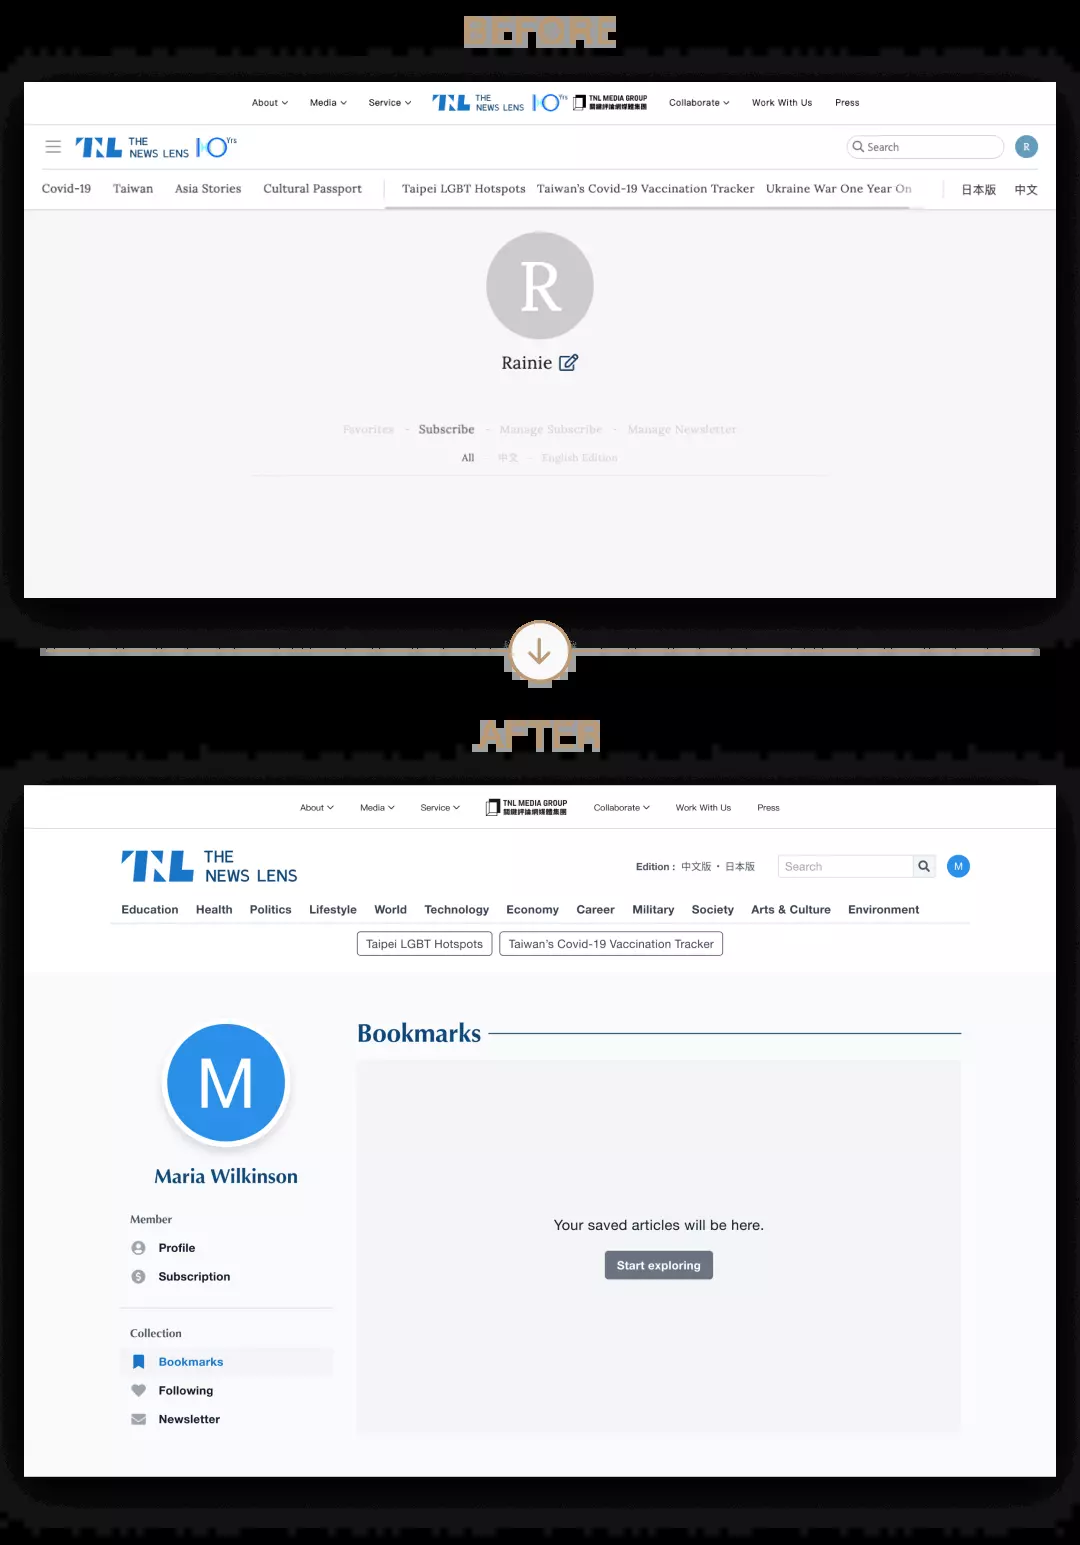 BEFORE
About Media Service TNL THE NEWS LENS 10Yrs TNL MEDIA GROUP 關鍵評論網媒體集團 Collaborate Work With Us Press
TNL THE NEWS LENS 10Yrs Search R
Covid-19 Taiwan Asia Stories Cultural Passport Taipei LGBT Hotspots Taiwan's Covid-19 Vaccination Tracker Ukraine War One Year On 日本版 中文
R
Rainie
Favorites - Subscribe - Manage Subscribe - Manage Newsletter
All 中文 - English Edition
AFTER
About Media Service TNL MEDIA GROUP 關鍵評論網媒體集團 Collaborate Work With Us Press
TNL THE NEWS LENS Edition : 中文版 • 日本版 Search M
Education Health Politics Lifestyle World Technology Economy Career Military Society Arts & Culture Environment
Taipei LGBT Hotspots Taiwan's Covid-19 Vaccination Tracker
M
Maria Wilkinson
Member
Profile
Subscription
Collection
Bookmarks
Following
Newsletter
Bookmarks
Your saved articles will be here.
Start exploring